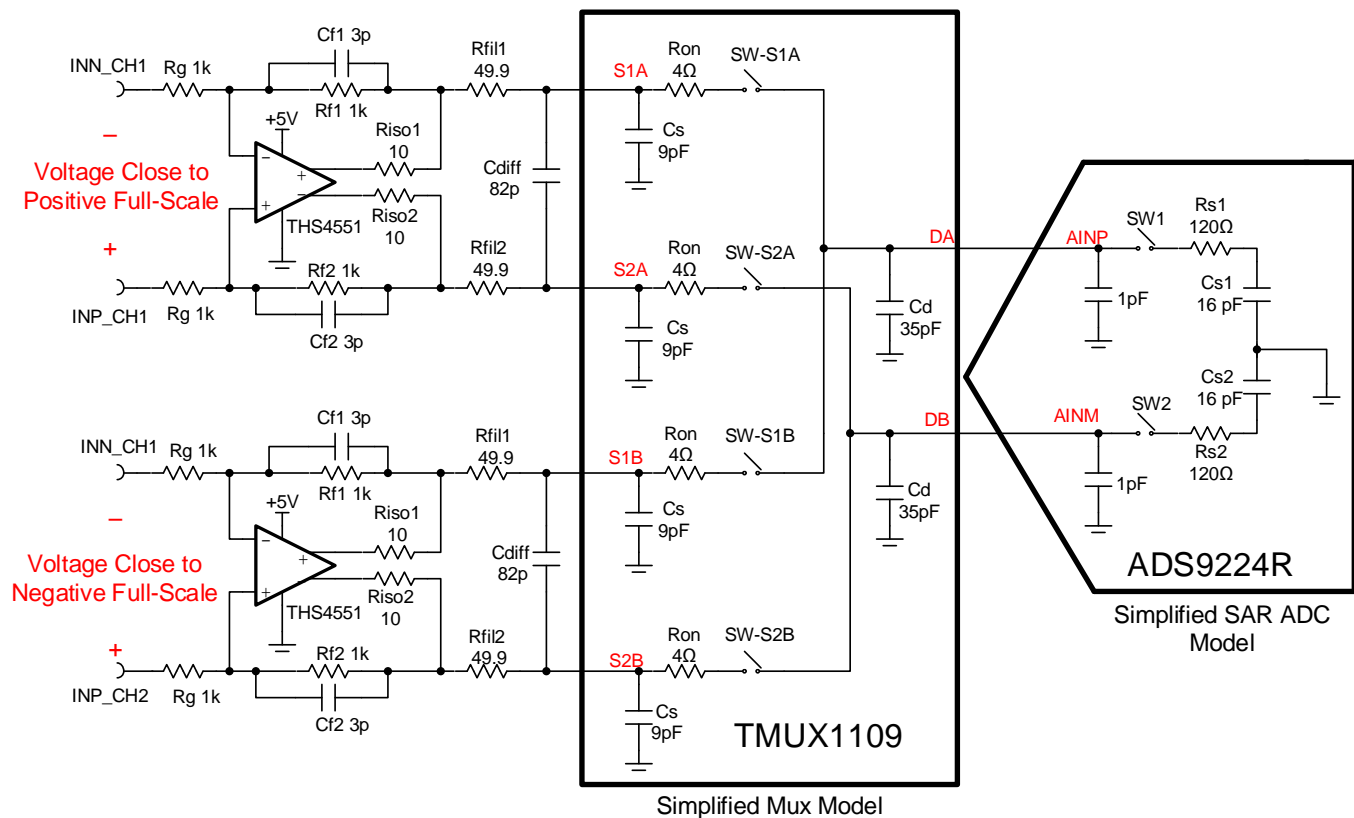 INN_CH1
Rg 1k
Cf1 3p
Rf1 1k
Rfil1
49.9
+5V
−
Voltage Close to
Positive Full-Scale
+
−
+
+
−
THS4551
Riso1
10
Riso2
10
Cdiff
82p
INP_CH1
Rg 1k
Rf2 1k
Cf2 3p
Rfil2
49.9
S1A
Ron
4Ω
SW-S1A
Cs
9pF
S2A
Ron
4Ω
SW-S2A
Cs
9pF
DA
Cd
35pF
DB
Cd
35pF
INN_CH1
Rg 1k
Cf1 3p
Rf1 1k
Rfil1
49.9
+5V
−
Voltage Close to
Negative Full-Scale
+
−
+
+
−
THS4551
Riso1
10
Riso2
10
Cdiff
82p
INP_CH2
Rg 1k
Rf2 1k
Cf2 3p
Rfil2
49.9
S1B
Ron
4Ω
SW-S1B
Cs
9pF
S2B
Ron
4Ω
SW-S2B
Cs
9pF
TMUX1109
Simplified Mux Model
AINP
SW1
Rs1
120Ω
Cs1
16 pF
1pF
AINM
SW2
Cs2
16 pF
Rs2
120Ω
1pF
ADS9224R
Simplified SAR ADC
Model